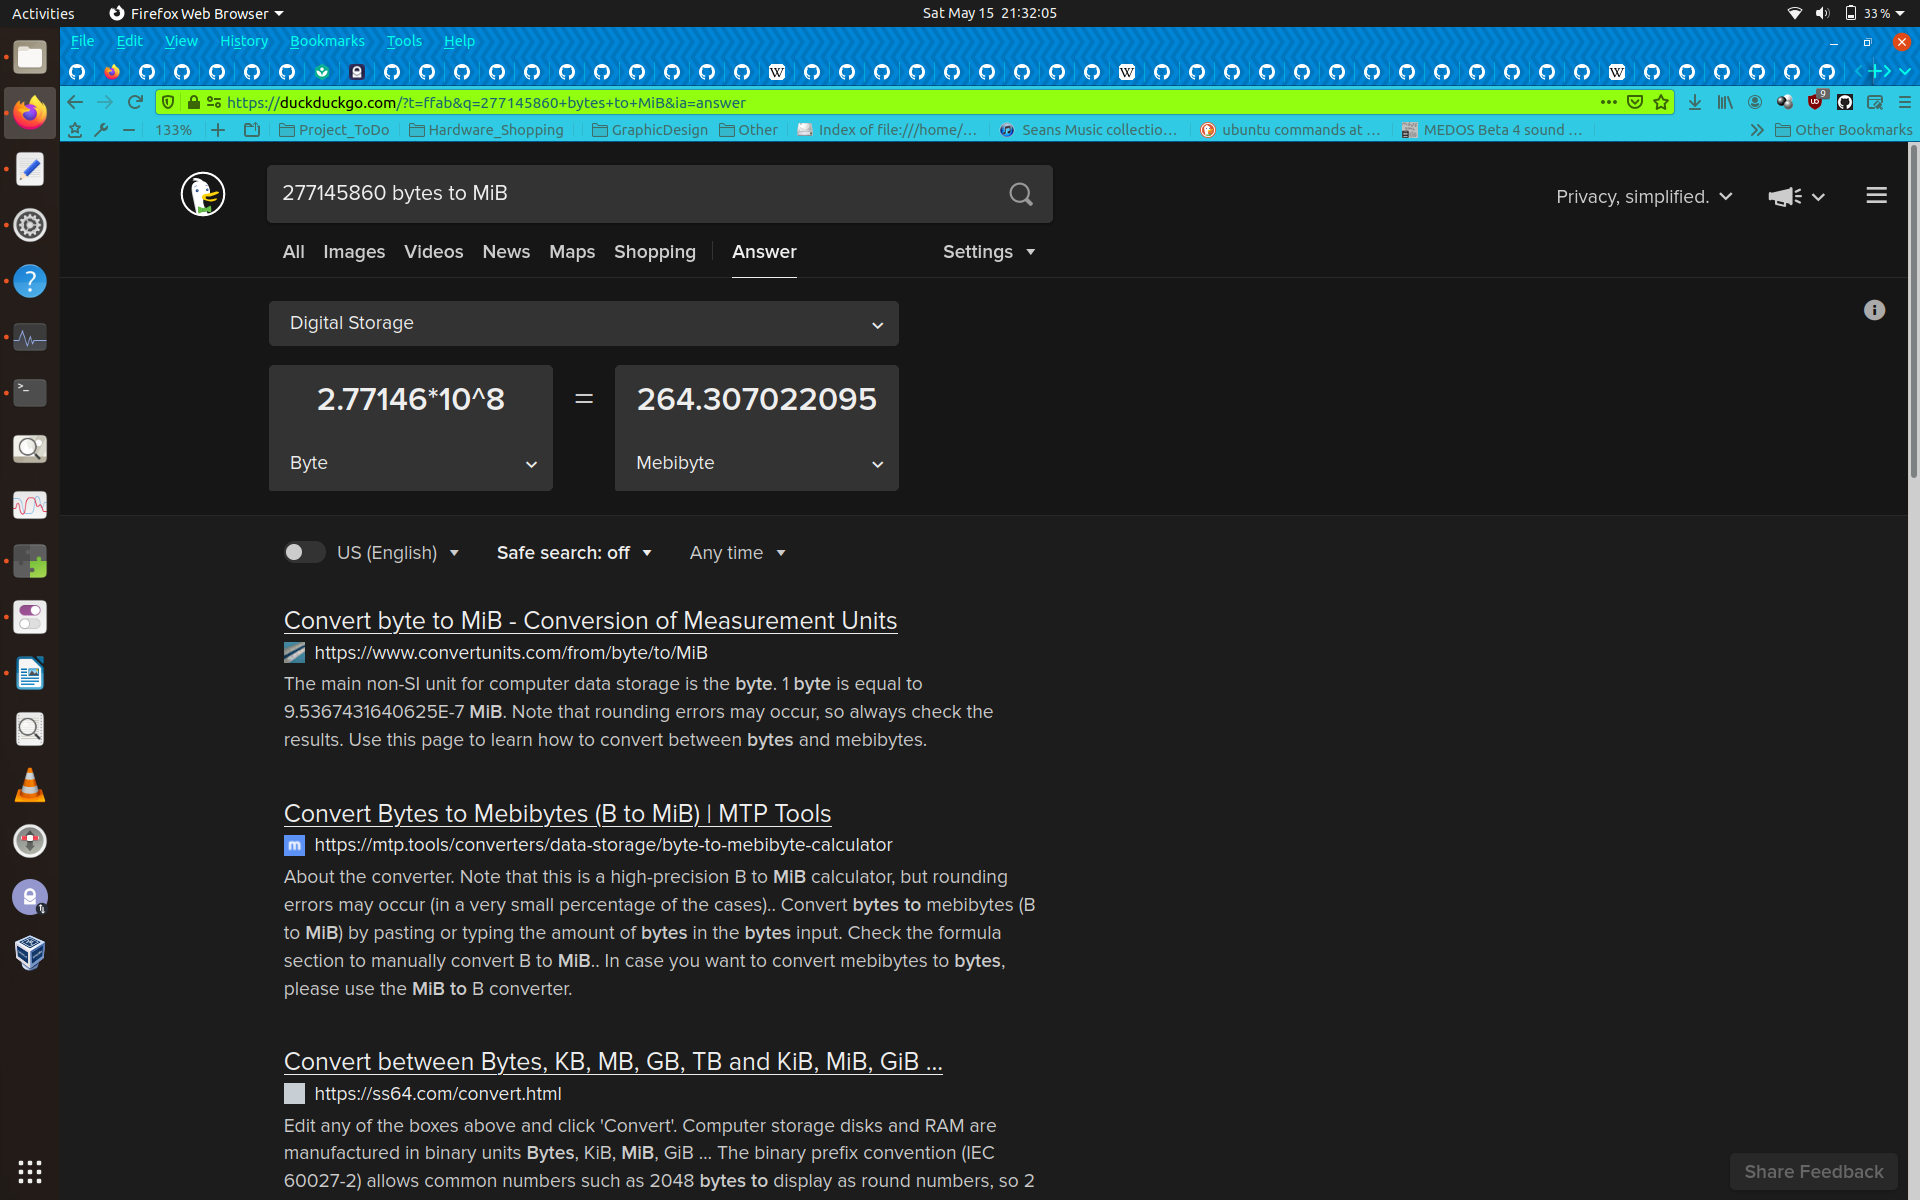 Activities
Firefox Web Browser
Sat May 15 21:32:05
33 %
File Edit View History Bookmarks Tools Help
https://duckduckgo.com/?t=ffab&q=277145860+bytes+to+MiB&ia=answer
9
133%
Project_ToDo
Hardware_Shopping
GraphicDesign
Other
Index of file:///home/...
Seans Music collectio...
ubuntu commands at ...
MEDOS Beta 4 sound ...
Other Bookmarks
277145860 bytes to MiB
Privacy, simplified.
All Images Videos News Maps Shopping Answer
Settings
Digital Storage
2.77146*10^8 = 264.307022095
Byte
Mebibyte
US (English)
Safe search: off
Any time
Convert byte to MiB - Conversion of Measurement Units
https://www.convertunits.com/from/byte/to/MiB
The main non-SI unit for computer data storage is the byte. 1 byte is equal to
9.5367431640625E-7 MiB. Note that rounding errors may occur, so always check the
results. Use this page to learn how to convert between bytes and mebibytes.
Convert Bytes to Mebibytes (B to MiB) | MTP Tools
m
https://mtp.tools/converters/data-storage/byte-to-mebibyte-calculator
About the converter. Note that this is a high-precision B to MiB calculator, but rounding
errors may occur (in a very small percentage of the cases).. Convert bytes to mebibytes (B
to MiB) by pasting or typing the amount of bytes in the bytes input. Check the formula
section to manually convert B to MiB.. In case you want to convert mebibytes to bytes,
please use the MiB to B converter.
Convert between Bytes, KB, MB, GB, TB and KiB, MiB, GiB ...
https://ss64.com/convert.html
Edit any of the boxes above and click 'Convert'. Computer storage disks and RAM are
manufactured in binary units Bytes, KiB, MiB, GiB ... The binary prefix convention (IEC
60027-2) allows common numbers such as 2048 bytes to display as round numbers, so 2
Share Feedback